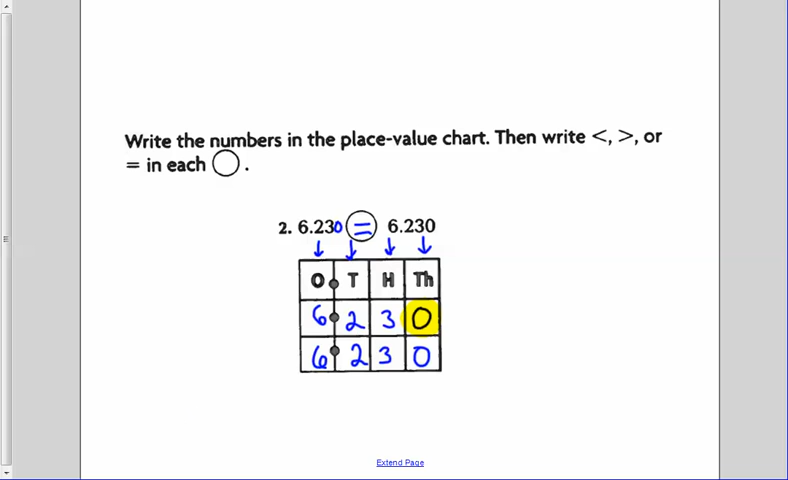 Write the numbers in the place-value chart. Then write <, >, or
= in each ◯.
2. 6.230 = 6.230
O T H Th
6 2 3 0
6 2 3 0
Extend Page